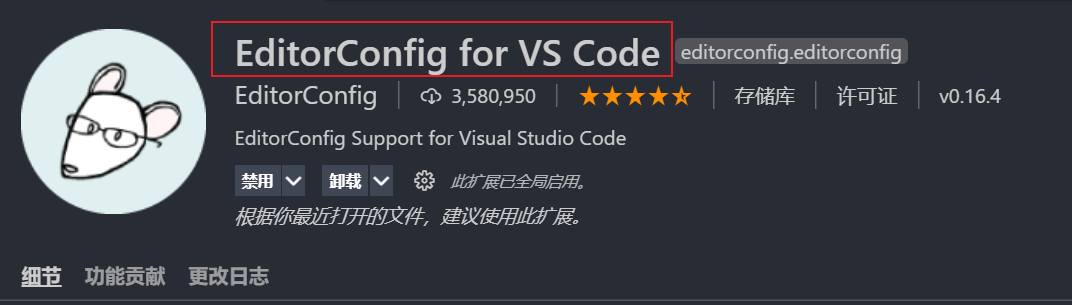 EditorConfig for VS Code editorconfig.editorconfig
EditorConfig 3,580,950 存储库 许可证 v0.16.4
EditorConfig Support for Visual Studio Code
禁用 卸载 此扩展已全局启用。
根据你最近打开的文件，建议使用此扩展。
细节 功能贡献 更改日志